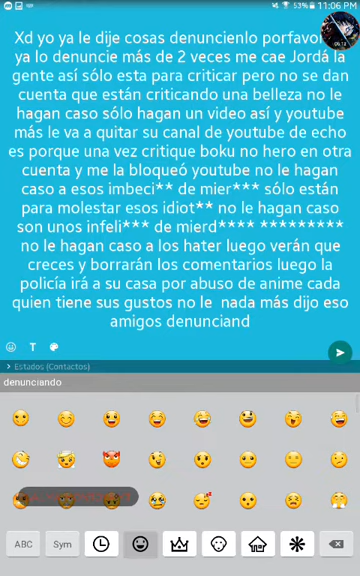 53% 11:06 PM
Xd yo ya le dije cosas denuncienlo porfavor
ya lo denuncie más de 2 veces me cae Jordá la
gente así sólo esta para criticar pero no se dan
cuenta que están criticando una belleza no le
hagan caso sólo hagan un video así y youtube
más le va a quitar su canal de youtube de echo
es porque una vez critique boku no hero en otra
cuenta y me la bloqueó youtube no le hagan
caso a esos imbeci** de mier*** sólo están
para molestar esos idiot** no le hagan caso
son unos infeli*** de mierd**** *********
no le hagan caso a los hater luego verán que
creces y borrarán los comentarios luego la
policía irá a su casa por abuso de anime cada
quien tiene sus gustos no le  nada más dijo eso
amigos denunciand
T
> Estados (Contactos)
denunciando
ABC Sym